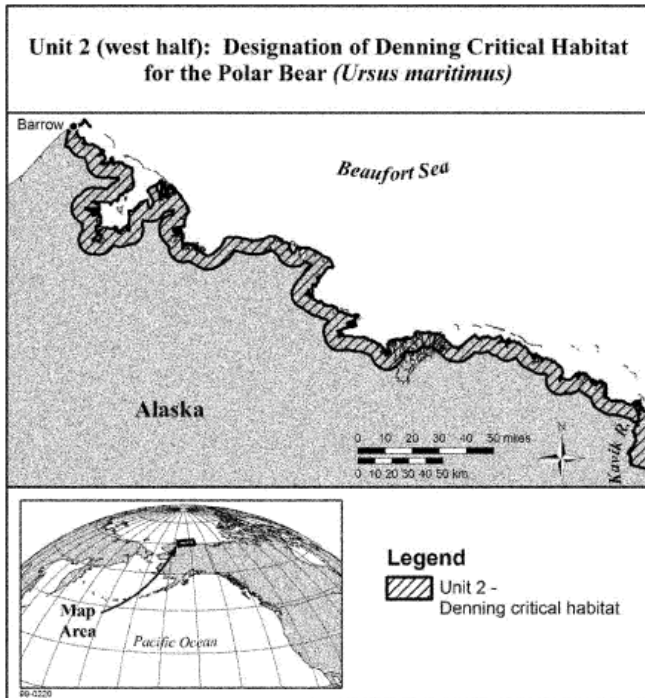 Unit 2 (west half): Designation of Denning Critical Habitat
for the Polar Bear (Ursus maritimus)
Barrow
Beaufort Sea
Alaska
0 10 20 30 40 50 miles
0 10 20 30 40 50 km
N
Kavik R.
Map
Area
Pacific Ocean
Legend
Unit 2 -
Denning critical habitat
99-0220